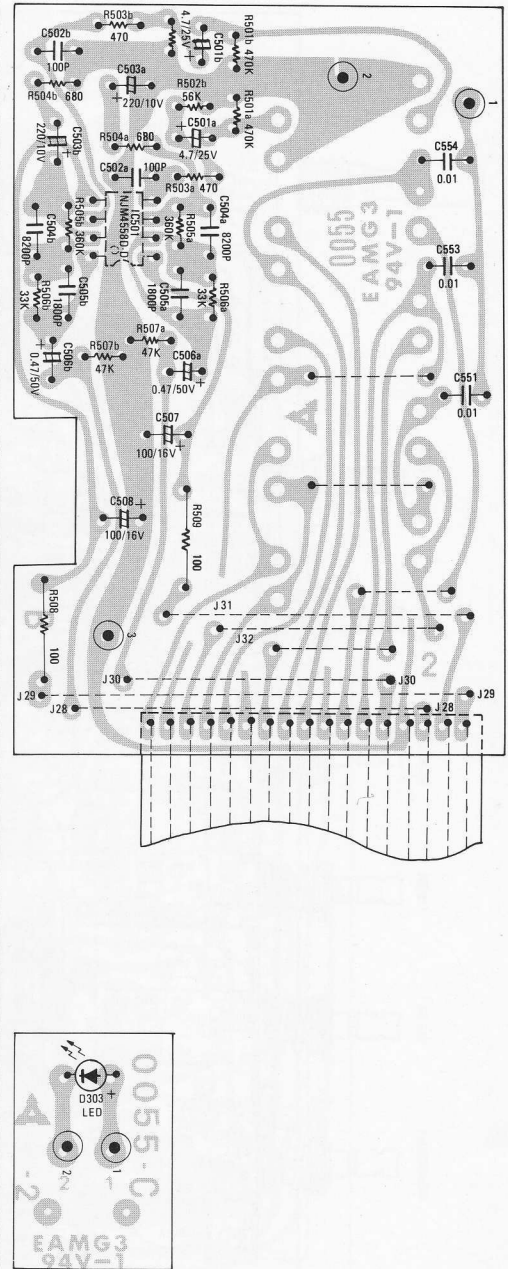 R503b
470
C502b
100P
R504b 680
4.7/25V
+
C501b
R501b 470K
2
1
C503a
+
220/10V
R502b
56K
+
C501a
4.7/25V
R501a 470K
C503b
220/10V
+
R504a 680
C502a 100P
R503a 470
C554
0.01
IC501
NJM4558D-D
C504b
8200P
R505b
360K
R505a
360K
C504a
8200P
0055
EAMG3
94V-1
C553
0.01
R506b
33K
C505b
1800P
C505a
1800P
R506a
33K
+
C506b
0.47/50V
R507b
47K
R507a
47K
C506a
0.47/50V
+
C551
0.01
C507
100/16V
+
C508
+
100/16V
R509
100
R508
100
J31
J32
3
2
J30
J30
J29
J29
J28
J28
D303
LED
+
0055-C
2
1
2
1
-2
EAMG3
94V-1